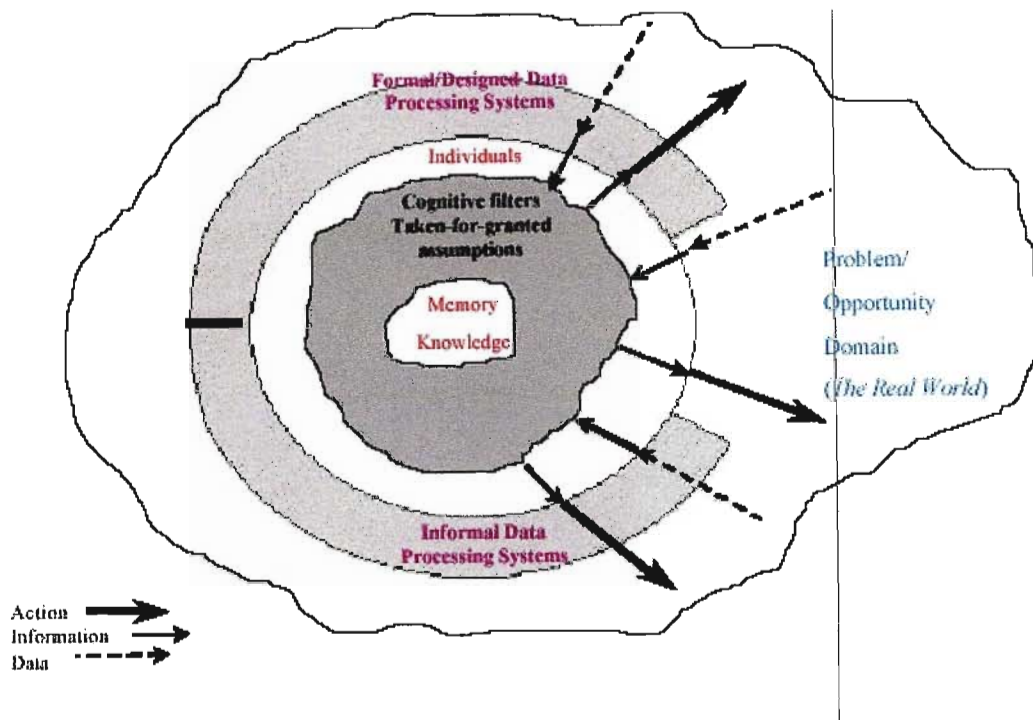 Formal/Designed Data
Processing Systems
Individuals
Cognitive filters
Taken-for-granted
assumptions
Memory
Knowledge
Problem/
Opportunity
Domain
(The Real World)
Informal Data
Processing Systems
Action
Information
Data